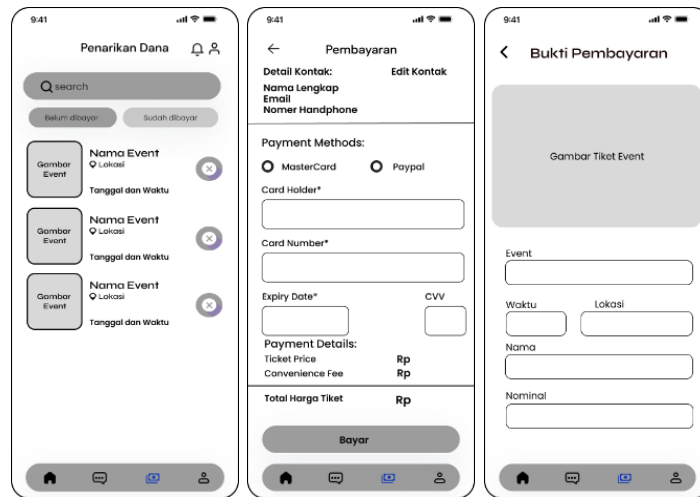 9:41
Penarikan Dana
search
Belum dibayar
Sudah dibayar
Gambar
Event
Nama Event
Lokasi
Tanggal dan Waktu
Gambar
Event
Nama Event
Lokasi
Tanggal dan Waktu
Gambar
Event
Nama Event
Lokasi
Tanggal dan Waktu
9:41
Pembayaran
Detail Kontak: Edit Kontak
Nama Lengkap
Email
Nomer Handphone
Payment Methods:
MasterCard Paypal
Card Holder*
Card Number*
Expiry Date* CVV
Payment Details:
Ticket Price Rp
Convenience Fee Rp
Total Harga Tiket Rp
Bayar
9:41
Bukti Pembayaran
Gambar Tiket Event
Event
Waktu Lokasi
Nama
Nominal